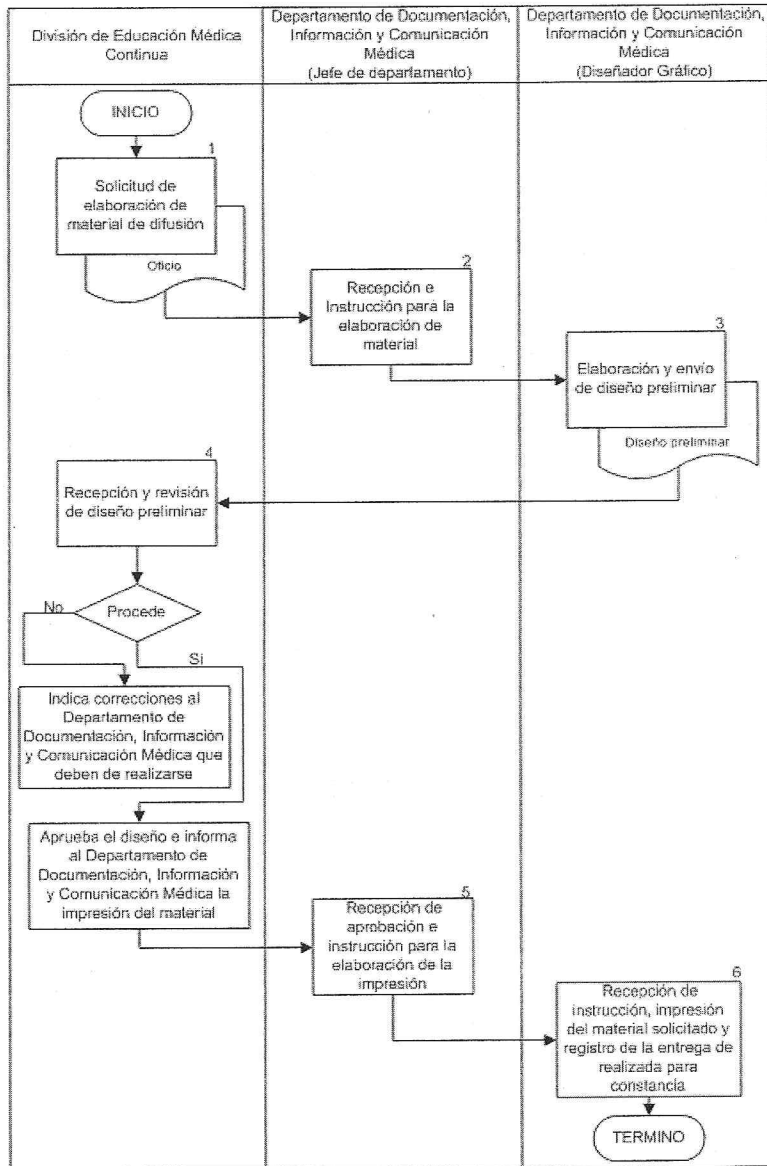 División de Educación Médica
Continua
Departamento de Documentación,
Información y Comunicación
Médica
(Jefe de departamento)
Departamento de Documentación,
Información y Comunicación
Médica
(Diseñador Gráfico)
INICIO
1
Solicitud de
elaboración de
material de difusión
Oficio
2
Recepción e
Instrucción para la
elaboración de
material
3
Elaboración y envío
de diseño preliminar
Diseño preliminar
4
Recepción y revisión
de diseño preliminar
Procede
No
Si
Indica correcciones al
Departamento de
Documentación, Información
y Comunicación Médica que
deben de realizarse
Aprueba el diseño e informa
al Departamento de
Documentación, Información
y Comunicación Médica la
impresión del material
5
Recepción de
aprobación e
instrucción para la
elaboración de la
impresión
6
Recepción de
instrucción, impresión
del material solicitado y
registro de la entrega de
realizada para
constancia
TERMINO